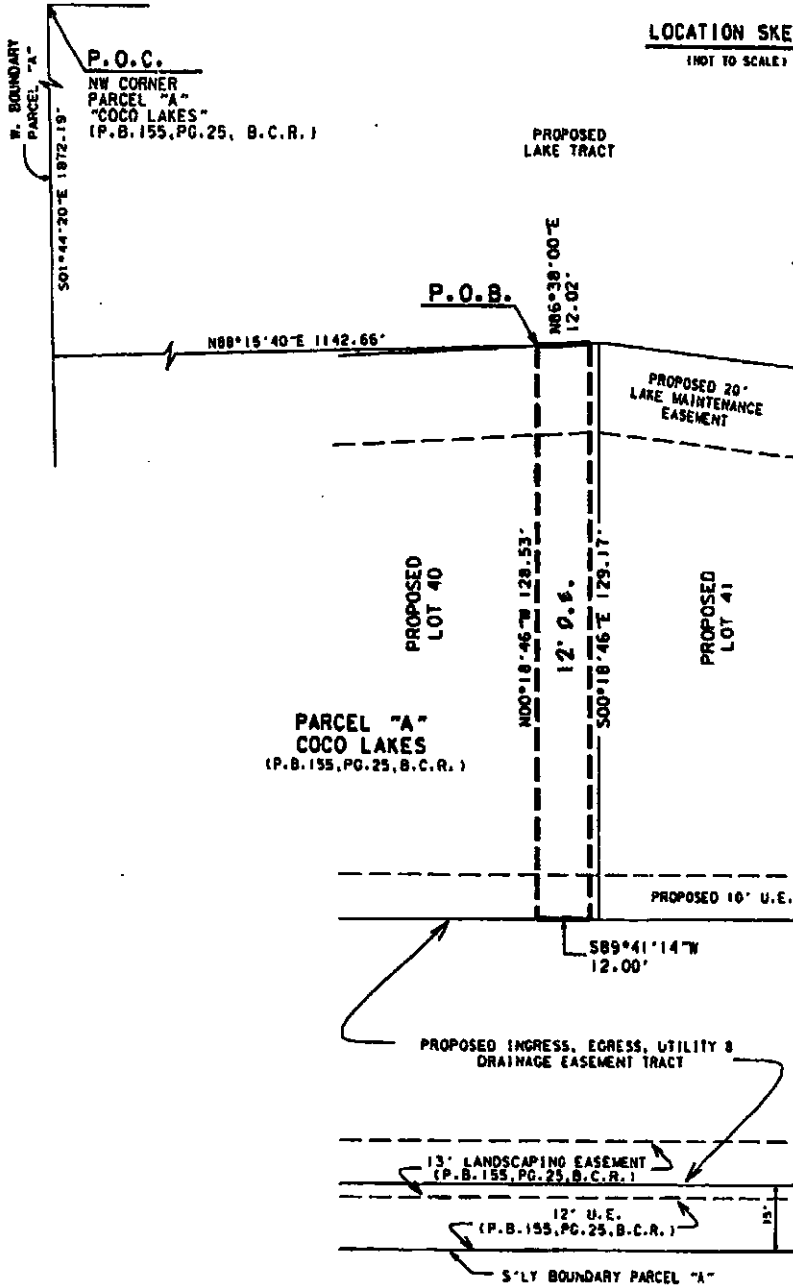 LOCATION SKE
(NOT TO SCALE)
W. BOUNDARY
PARCEL "A"
P.O.C.
NW CORNER
PARCEL "A"
"COCO LAKES"
(P.B.155,PG.25, B.C.R.)
S01°44'20"E 1872.19'
PROPOSED
LAKE TRACT
P.O.B.
N86°38'00"E
12.02'
N88°15'40"E 1142.66'
PROPOSED 20'
LAKE MAINTENANCE
EASEMENT
PROPOSED
LOT 40
N00°18'46"W 128.53'
12' D.E.
S00°18'46"E 129.17'
PROPOSED
LOT 41
PARCEL "A"
COCO LAKES
(P.B.155,PG.25,B.C.R.)
PROPOSED 10' U.E.
S89°41'14"W
12.00'
PROPOSED INGRESS, EGRESS, UTILITY &
DRAINAGE EASEMENT TRACT
13' LANDSCAPING EASEMENT
(P.B.155,PG.25,B.C.R.)
12' U.E.
(P.B.155,PG.25,B.C.R.)
15'
S'LY BOUNDARY PARCEL "A"